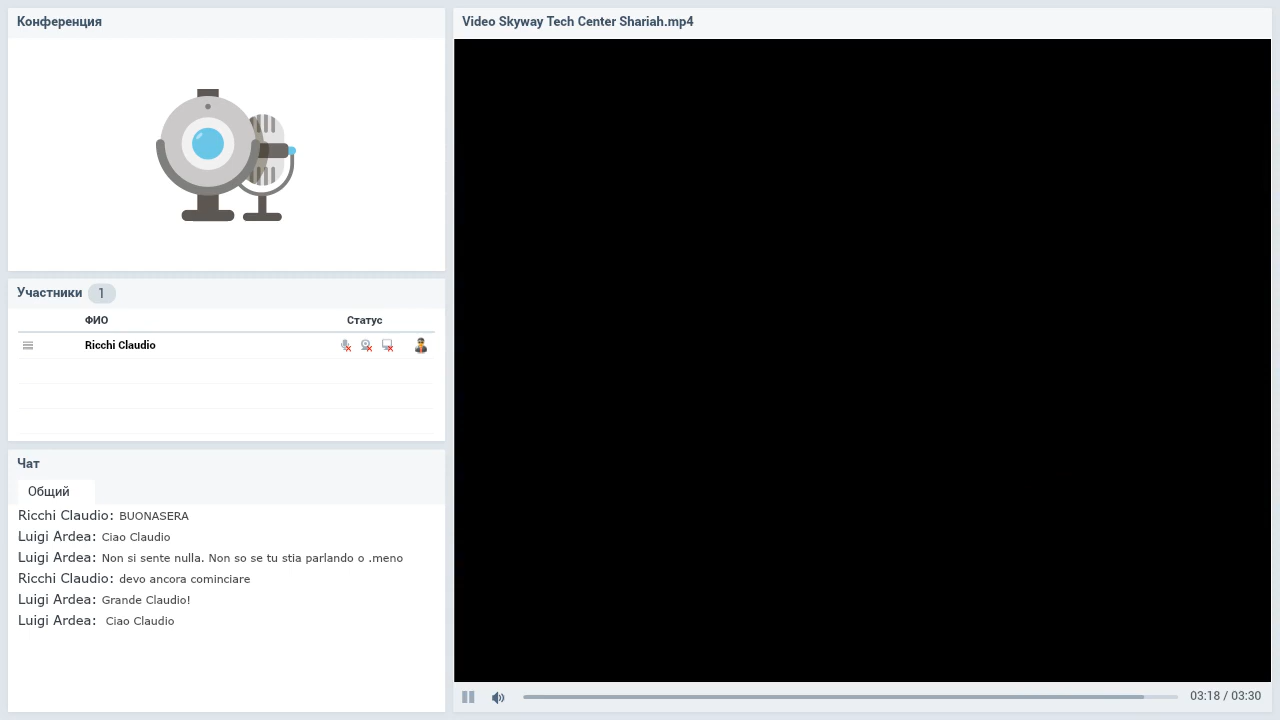 Конференция
Video Skyway Tech Center Shariah.mp4
Участники 1
ФИО Статус
Ricchi Claudio
Чат
Общий
Ricchi Claudio: BUONASERA
Luigi Ardea: Ciao Claudio
Luigi Ardea: Non si sente nulla. Non so se tu stia parlando o .meno
Ricchi Claudio: devo ancora cominciare
Luigi Ardea: Grande Claudio!
Luigi Ardea: Ciao Claudio
03:18 / 03:30